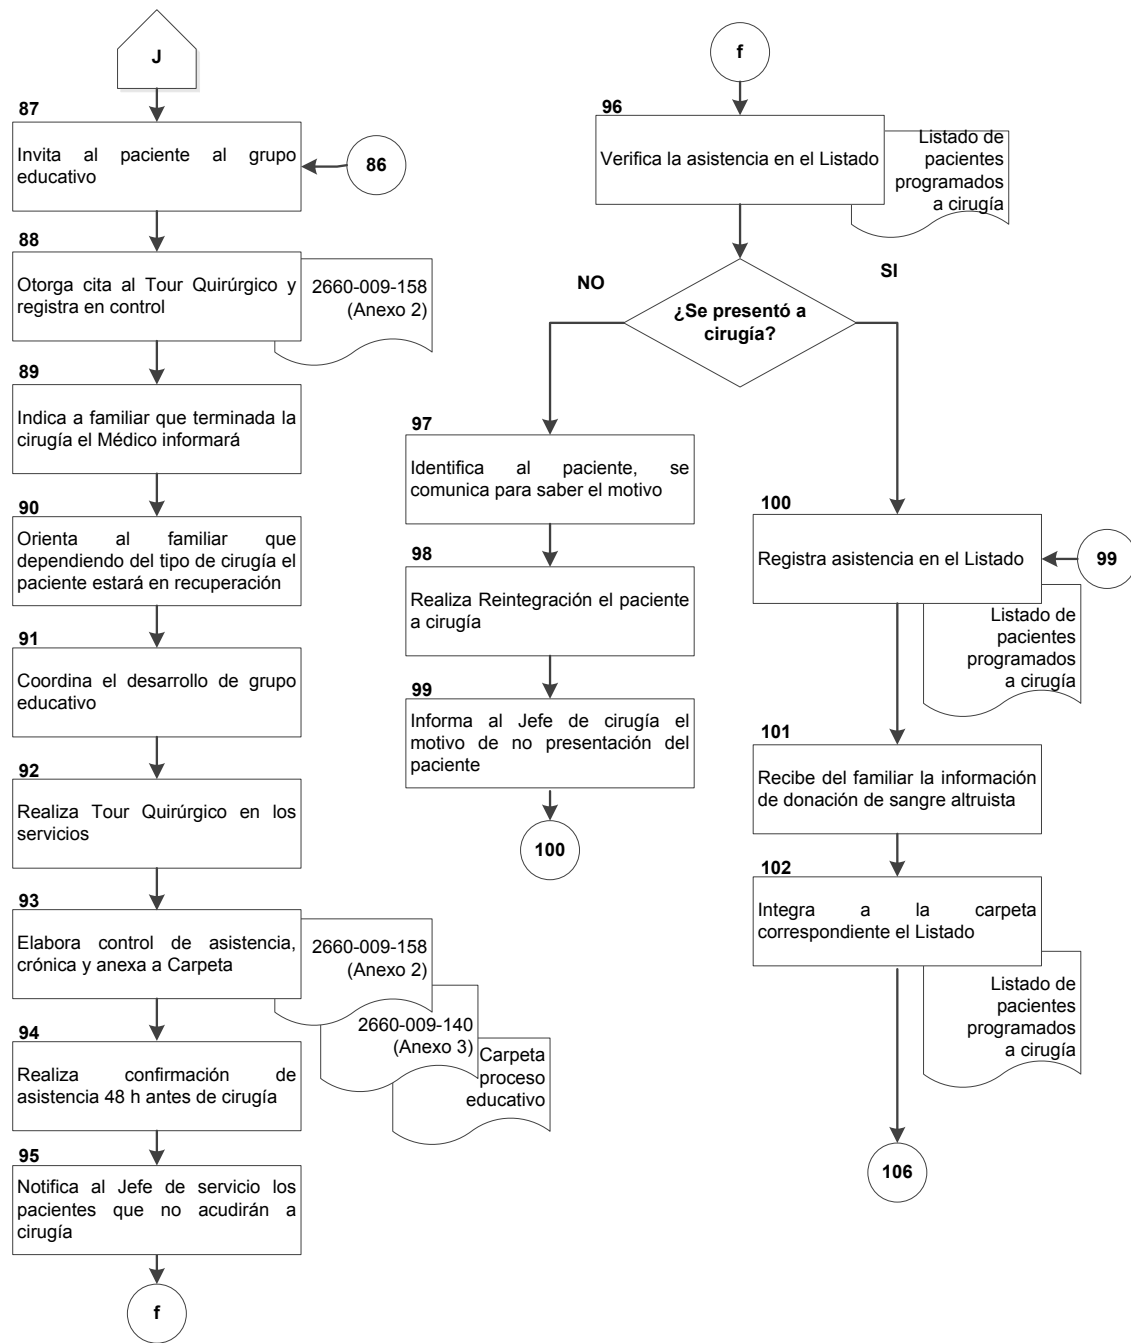 J
87
Invita al paciente al grupo
educativo
86
88
Otorga cita al Tour Quirúrgico y
registra en control
2660-009-158
(Anexo 2)
89
Indica a familiar que terminada la
cirugía el Médico informará
90
Orienta al familiar que
dependiendo del tipo de cirugía el
paciente estará en recuperación
91
Coordina el desarrollo de grupo
educativo
92
Realiza Tour Quirúrgico en los
servicios
93
Elabora control de asistencia,
crónica y anexa a Carpeta
2660-009-158
(Anexo 2)
2660-009-140
(Anexo 3)
Carpeta
proceso
educativo
94
Realiza confirmación de
asistencia 48 h antes de cirugía
95
Notifica al Jefe de servicio los
pacientes que no acudirán a
cirugía
f
f
96
Verifica la asistencia en el Listado
Listado de
pacientes
programados
a cirugía
NO
SI
¿Se presentó a
cirugía?
97
Identifica al paciente, se
comunica para saber el motivo
98
Realiza Reintegración el paciente
a cirugía
99
Informa al Jefe de cirugía el
motivo de no presentación del
paciente
100
100
Registra asistencia en el Listado
99
Listado de
pacientes
programados
a cirugía
101
Recibe del familiar la información
de donación de sangre altruista
102
Integra a la carpeta
correspondiente el Listado
Listado de
pacientes
programados
a cirugía
106